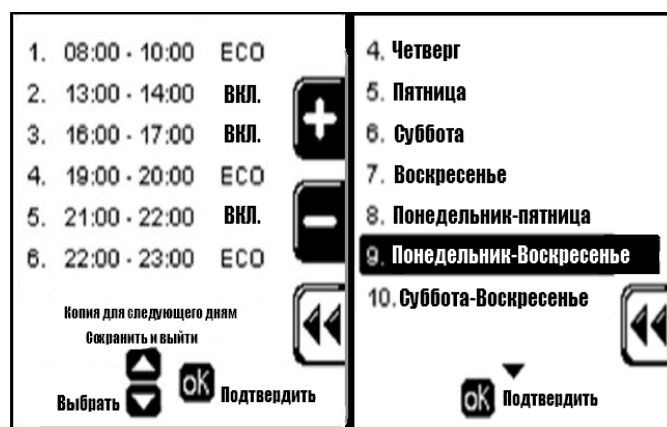 1. 08:00 - 10:00 ECO
2. 13:00 - 14:00 ВКЛ.
3. 16:00 - 17:00 ВКЛ.
4. 19:00 - 20:00 ECO
5. 21:00 - 22:00 ВКЛ.
6. 22:00 - 23:00 ECO
Копия для следующего дням
Сохранить и выйти
Выбрать ok Подтвердить
4. Четверг
5. Пятница
6. Суббота
7. Воскресенье
8. Понедельник-пятница
9. Понедельник-Воскресенье
10. Суббота-Воскресенье
ok Подтвердить